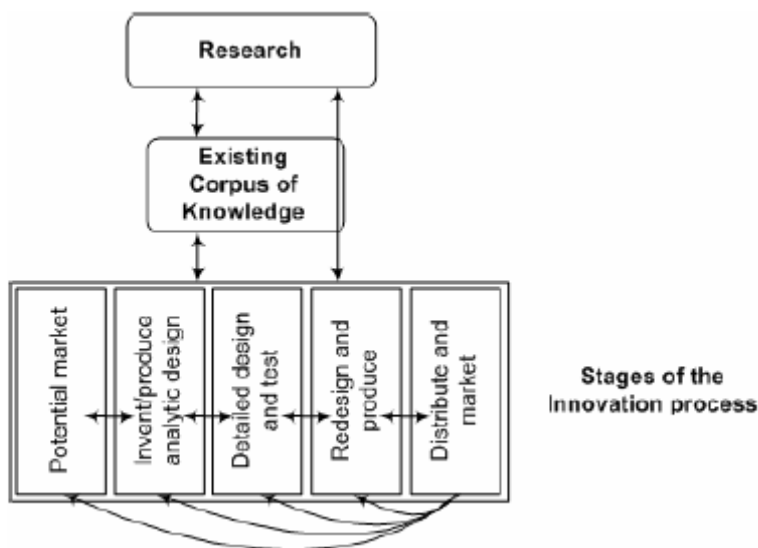 Research
Existing
Corpus of
Knowledge
Potential market
Invent/produce
analytic design
Detailed design
and test
Redesign and
produce
Distribute and
market
Stages of the
Innovation process